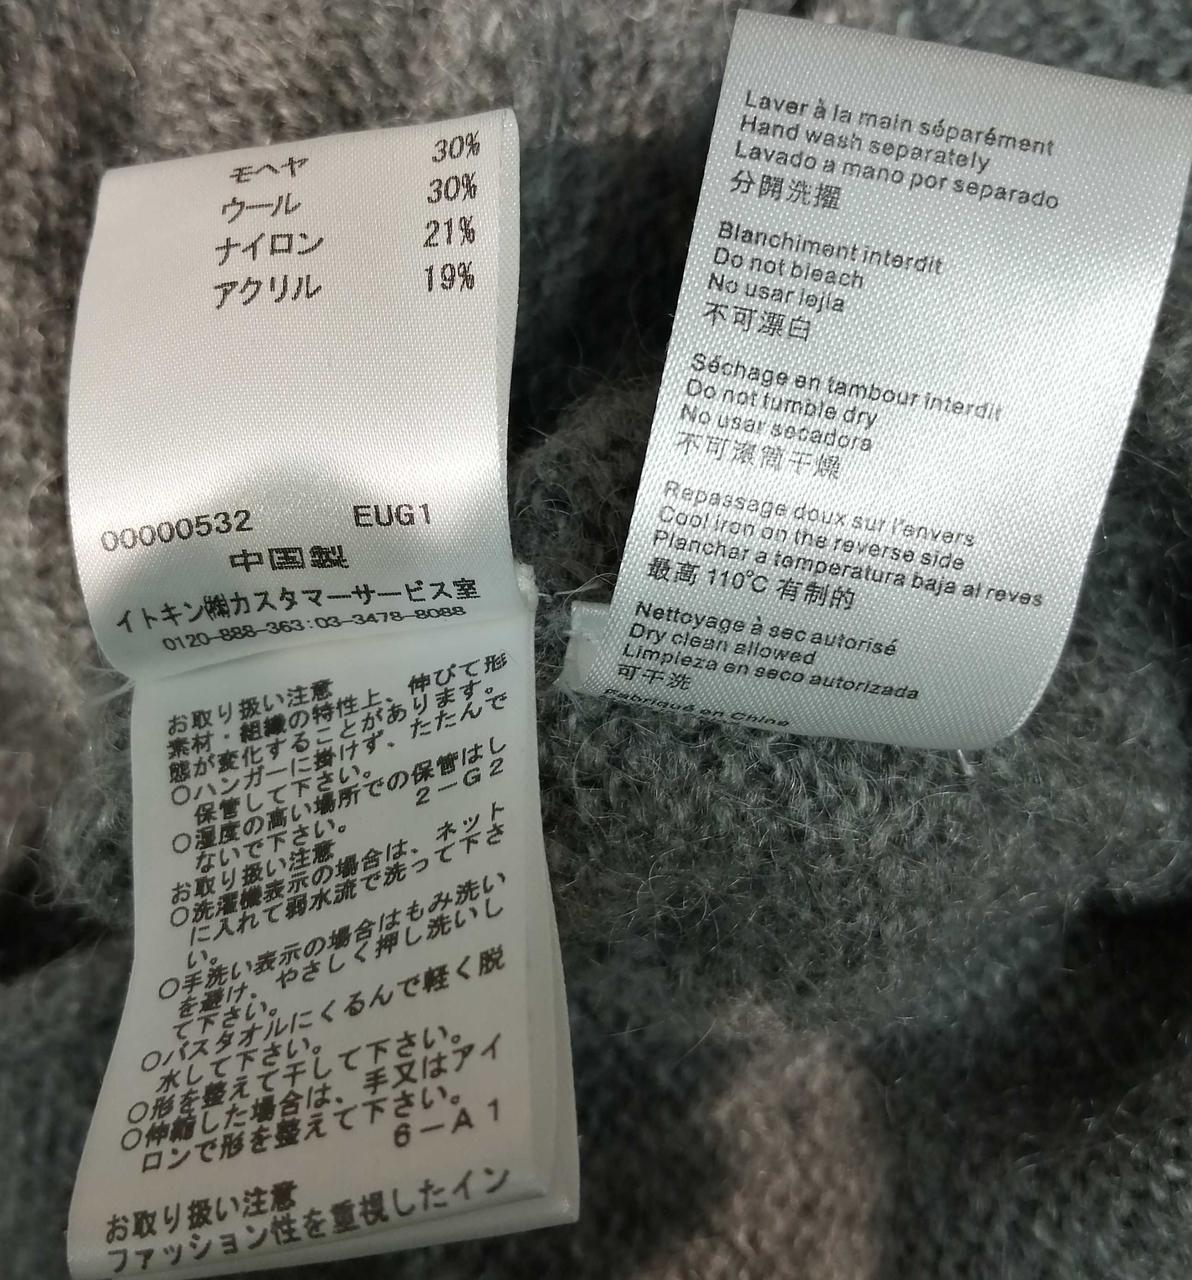 モヘヤ 30%
ウール 30%
ナイロン 21%
アクリル 19%
00000532 EUG1
中国製
イトキン㈱カスタマーサービス室
0120-888-363:03-3478-8088
お取り扱い注意
素材・組織の特性上、伸びて形
態が変化することがあります。
○ハンガーに掛けず、たたんで
保管して下さい。
○湿度の高い場所での保管はし
ないで下さい。 2-G2
お取り扱い注意
○洗濯機表示の場合は、ネット
に入れて弱水流で洗って下さ
い。
○手洗い表示の場合はもみ洗い
を避け、やさしく押し洗いし
て下さい。
○バスタオルにくるんで軽く脱
水して下さい。
○形を整えて干して下さい。
○伸縮した場合は、手又はアイ
ロンで形を整えて下さい。
6-A1
お取り扱い注意
ファッション性を重視したイン
Laver à la main séparément
Hand wash separately
Lavado a mano por separado
分開洗擢
Blanchiment interdit
Do not bleach
No usar lejia
不可漂白
Séchage en tambour interdit
Do not tumble dry
No usar secadora
不可滚筒干燥
Repassage doux sur l'envers
Cool iron on the reverse side
Planchar a temperatura baja al reves
最高 110℃ 有制的
Nettoyage à sec autorisé
Dry clean allowed
Limpieza en seco autorizada
可干洗
Fabriqué en Chine